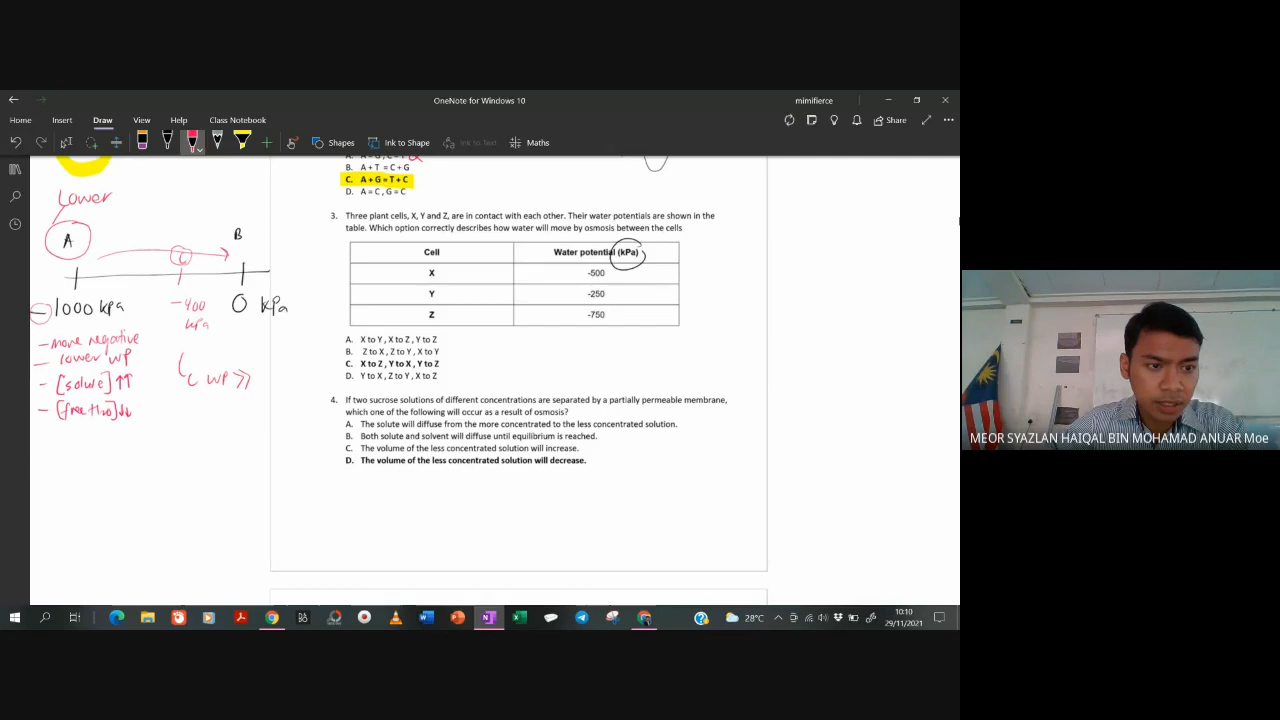 OneNote for Windows 10
mimifierce
Home
Insert
Draw
View
Help
Class Notebook
Share
Shapes
Ink to Shape
Ink to Text
Maths
B. A + T = C + G
C. A + G = T + C
D. A = C , G = C
Lower
A
C
B
-1000 kPa
-400 kPa
0 kPa
- more negative
- lower WP
- [solute] ↑↑
- [free H2O] ↓↓
C WP >>
3. Three plant cells, X, Y and Z, are in contact with each other. Their water potentials are shown in the
table. Which option correctly describes how water will move by osmosis between the cells
Cell Water potential (kPa)
X -500
Y -250
Z -750
A. X to Y , X to Z , Y to Z
B. Z to X , Z to Y , X to Y
C. X to Z , Y to X , Y to Z
D. Y to X , Z to Y , X to Z
4. If two sucrose solutions of different concentrations are separated by a partially permeable membrane,
which one of the following will occur as a result of osmosis?
A. The solute will diffuse from the more concentrated to the less concentrated solution.
B. Both solute and solvent will diffuse until equilibrium is reached.
C. The volume of the less concentrated solution will increase.
D. The volume of the less concentrated solution will decrease.
MEOR SYAZLAN HAIQAL BIN MOHAMAD ANUAR Moe
28°C
10:10
29/11/2021